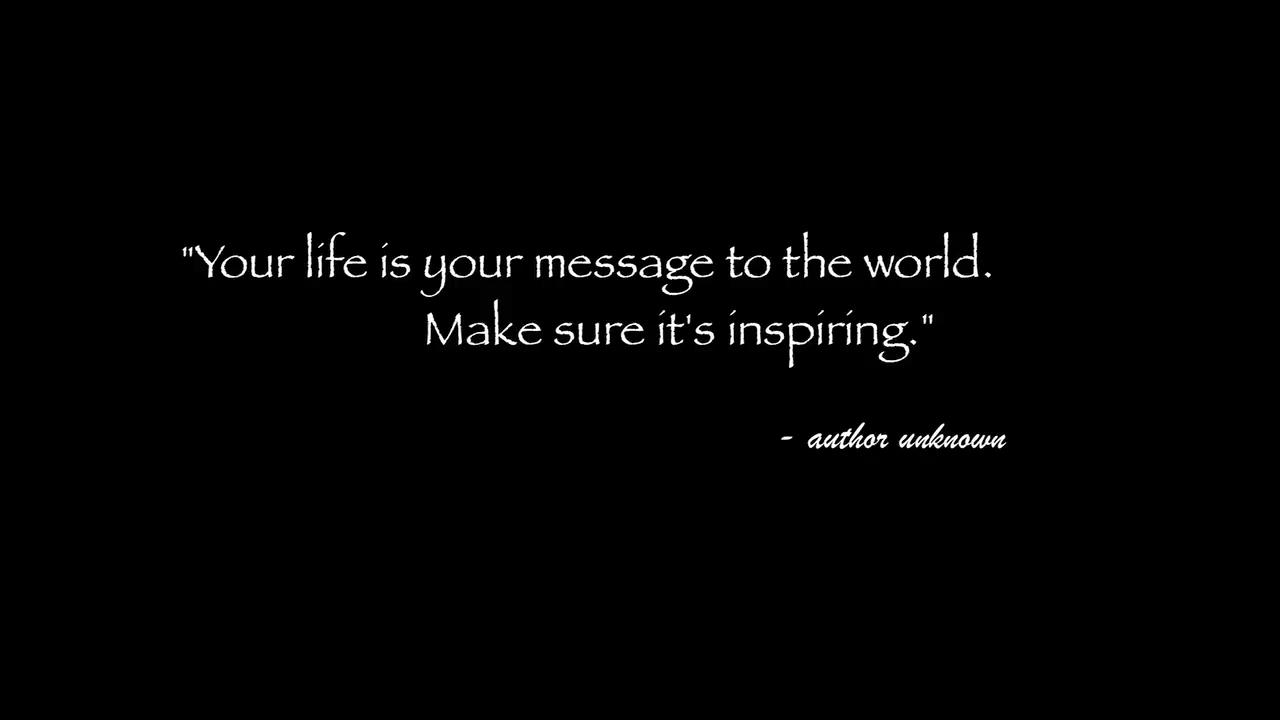 "Your life is your message to the world.
Make sure it's inspiring."
- author unknown